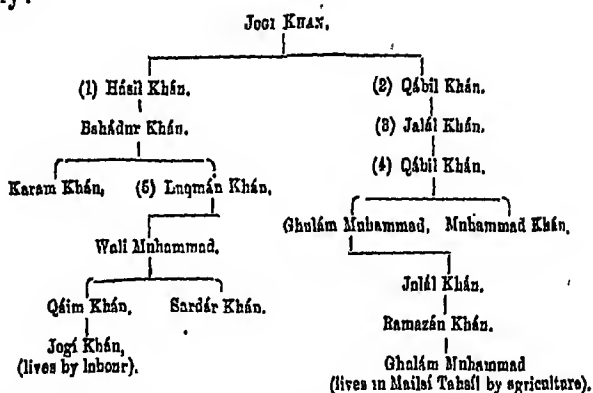 y:
JOGI KHAN.
(1) Hásil Khán. (2) Qábil Khán.
Bahádur Khán. (3) Jalál Khán.
(4) Qábil Khán.
Karam Khán, (5) Luqmán Khán. Ghulám Muhammad, Muhammad Khán.
Wali Muhammad.
Jalál Khán.
Qáim Khán. Sardár Khán.
Ramazán Khán.
Jogí Khán,
(lives by labour). Ghulám Muhammad
(lives in Mailsí Tahsíl by agriculture).